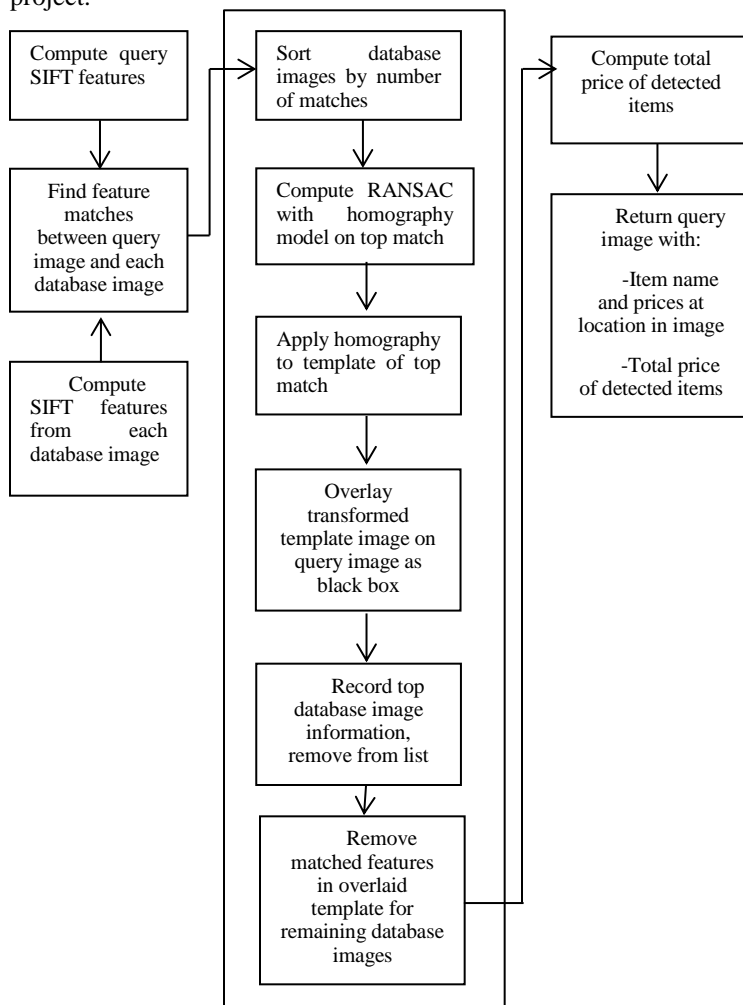 project.
Compute query
SIFT features
Find feature
matches
between query
image and each
database image
Compute
SIFT features
from each
database image
Sort database
images by number
of matches
Compute RANSAC
with homography
model on top match
Apply homography
to template of top
match
Overlay
transformed
template image on
query image as
black box
Record top
database image
information,
remove from list
Remove
matched features
in overlaid
template for
remaining database
images
Compute total
price of detected
items
Return query
image with:
-Item name
and prices at
location in image
-Total price
of detected items